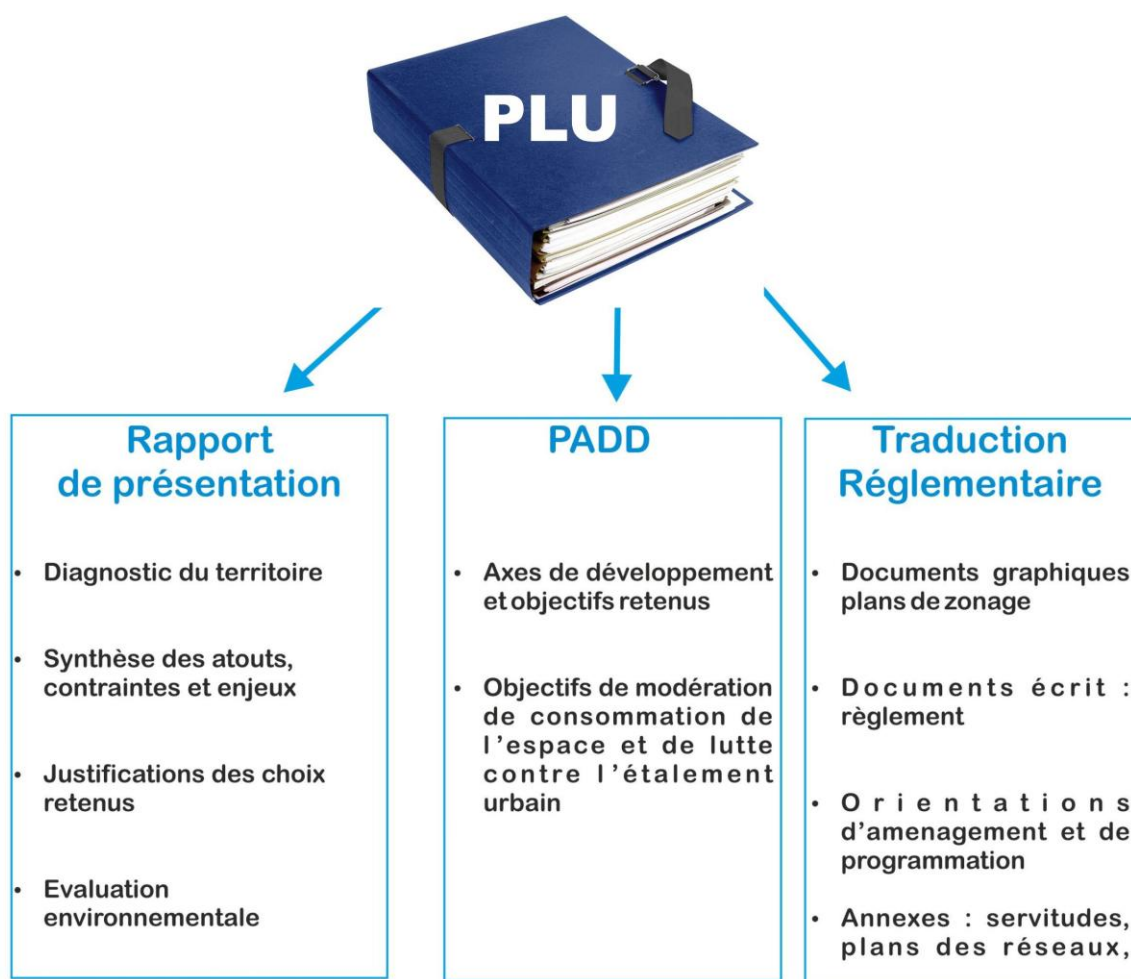 PLU
Rapport
de présentation
• Diagnostic du territoire
• Synthèse des atouts,
contraintes et enjeux
• Justifications des choix
retenus
• Evaluation
environnementale
PADD
• Axes de développement
et objectifs retenus
• Objectifs de modération
de consommation de
l'espace et de lutte
contre l'étalement
urbain
Traduction
Réglementaire
• Documents graphiques
plans de zonage
• Documents écrit :
règlement
• Orientations
d'amenagement et de
programmation
• Annexes : servitudes,
plans des réseaux,